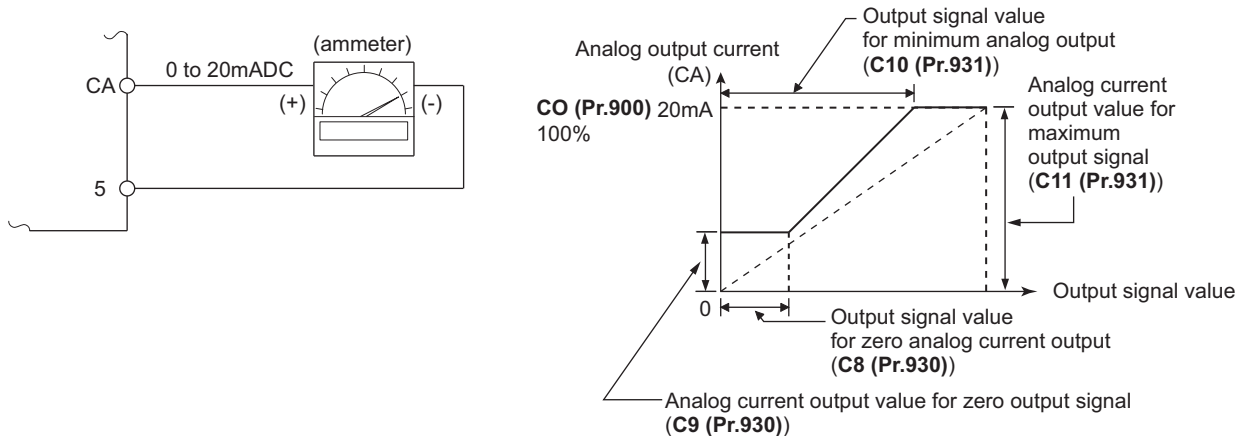 (ammeter)
0 to 20mADC
CA
(+)
(-)
5
Output signal value
for minimum analog output
(C10 (Pr.931))
Analog output current
(CA)
Analog current
output value for
maximum
output signal
(C11 (Pr.931))
CO (Pr.900) 20mA
100%
0
Output signal value
Output signal value
for zero analog current output
(C8 (Pr.930))
Analog current output value for zero output signal
(C9 (Pr.930))